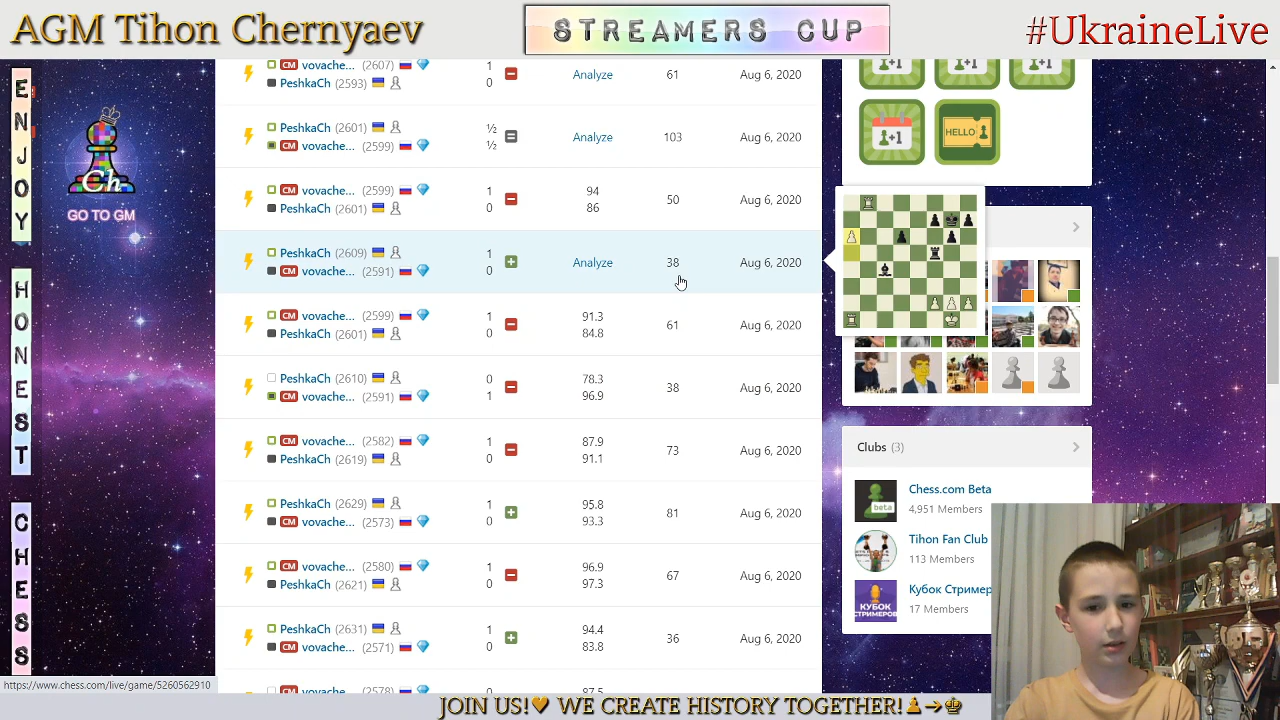 AGM Tihon Chernyaev
STREAMERS CUP
#UkraineLive
ENJOY
HONEST
CHESS
Ch
GO TO GM
CM vovache... (2607) 1
PeshkaCh (2593) 0
Analyze 61 Aug 6, 2020
PeshkaCh (2601) ½
CM vovache... (2599) ½
Analyze 103 Aug 6, 2020
CM vovache... (2599) 1 94
PeshkaCh (2601) 0 86
50 Aug 6, 2020
PeshkaCh (2609) 1
CM vovache... (2591) 0
Analyze 38 Aug 6, 2020
CM vovache... (2599) 1 91.3
PeshkaCh (2601) 0 84.8
61 Aug 6, 2020
PeshkaCh (2610) 0 78.3
CM vovache... (2591) 1 96.9
38 Aug 6, 2020
CM vovache... (2582) 1 87.9
PeshkaCh (2619) 0 91.1
73 Aug 6, 2020
PeshkaCh (2629) 1 95.8
CM vovache... (2573) 0 93.3
81 Aug 6, 2020
CM vovache... (2580) 1 96.9
PeshkaCh (2621) 0 97.3
67 Aug 6, 2020
PeshkaCh (2631) 1 94.4
CM vovache... (2571) 0 83.8
36 Aug 6, 2020
+1
+1
+1
+1
HELLO
Clubs (3)
Chess.com Beta
beta
4,951 Members
Tihon Fan Club
113 Members
Кубок Стример
КУБОК
СТРИМЕРОВ
17 Members
JOIN US!♥ WE CREATE HISTORY TOGETHER!♙→♔